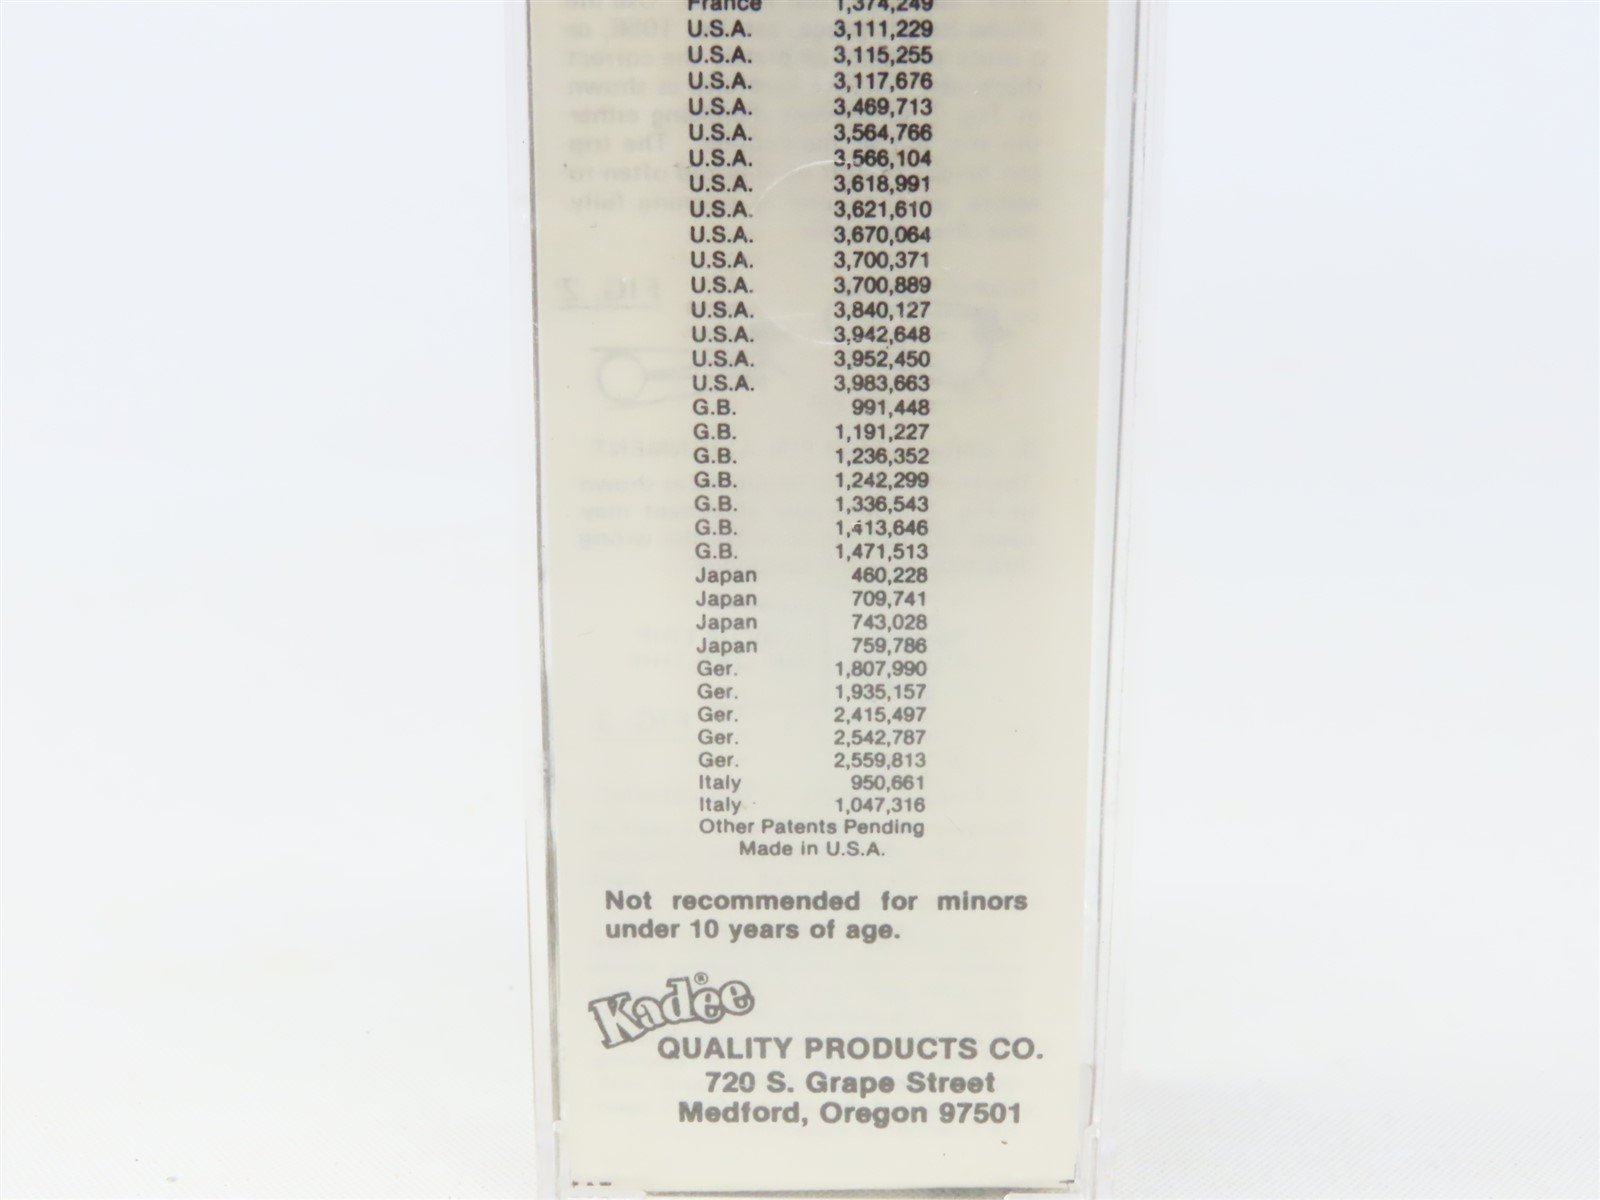 France 1,374,249
U.S.A. 3,111,229
U.S.A. 3,115,255
U.S.A. 3,117,676
U.S.A. 3,469,713
U.S.A. 3,564,766
U.S.A. 3,566,104
U.S.A. 3,618,991
U.S.A. 3,621,610
U.S.A. 3,670,064
U.S.A. 3,700,371
U.S.A. 3,700,889
U.S.A. 3,840,127
U.S.A. 3,942,648
U.S.A. 3,952,450
U.S.A. 3,983,663
G.B. 991,448
G.B. 1,191,227
G.B. 1,236,352
G.B. 1,242,299
G.B. 1,336,543
G.B. 1,413,646
G.B. 1,471,513
Japan 460,228
Japan 709,741
Japan 743,028
Japan 759,786
Ger. 1,807,990
Ger. 1,935,157
Ger. 2,415,497
Ger. 2,542,787
Ger. 2,559,813
Italy 950,661
Italy 1,047,316
Other Patents Pending
Made in U.S.A.
Not recommended for minors
under 10 years of age.
Kadee®
QUALITY PRODUCTS CO.
720 S. Grape Street
Medford, Oregon 97501